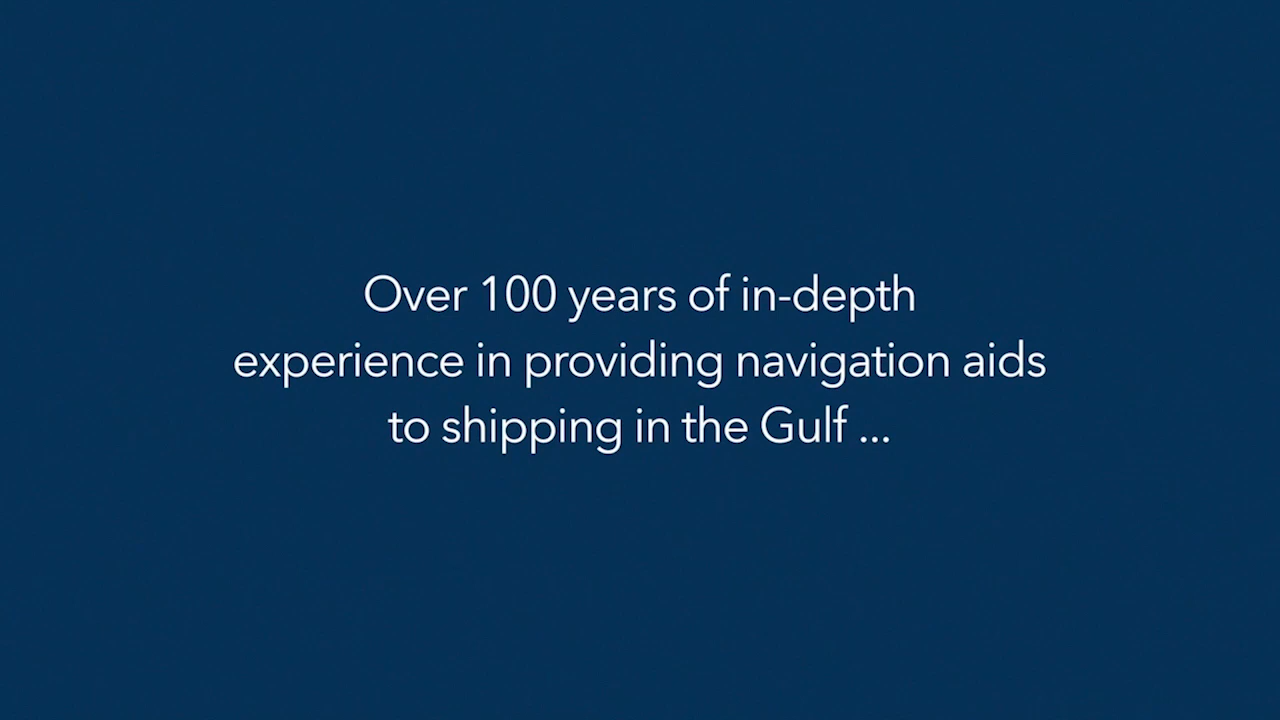 Over 100 years of in-depth
experience in providing navigation aids
to shipping in the Gulf ...